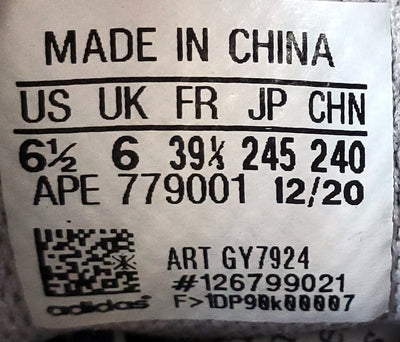 MADE IN CHINA
US UK FR JP CHN
6½ 6 39⅓ 245 240
APE 779001 12/20
ART GY7924
#126799021
F>1DP90k00007
adidas